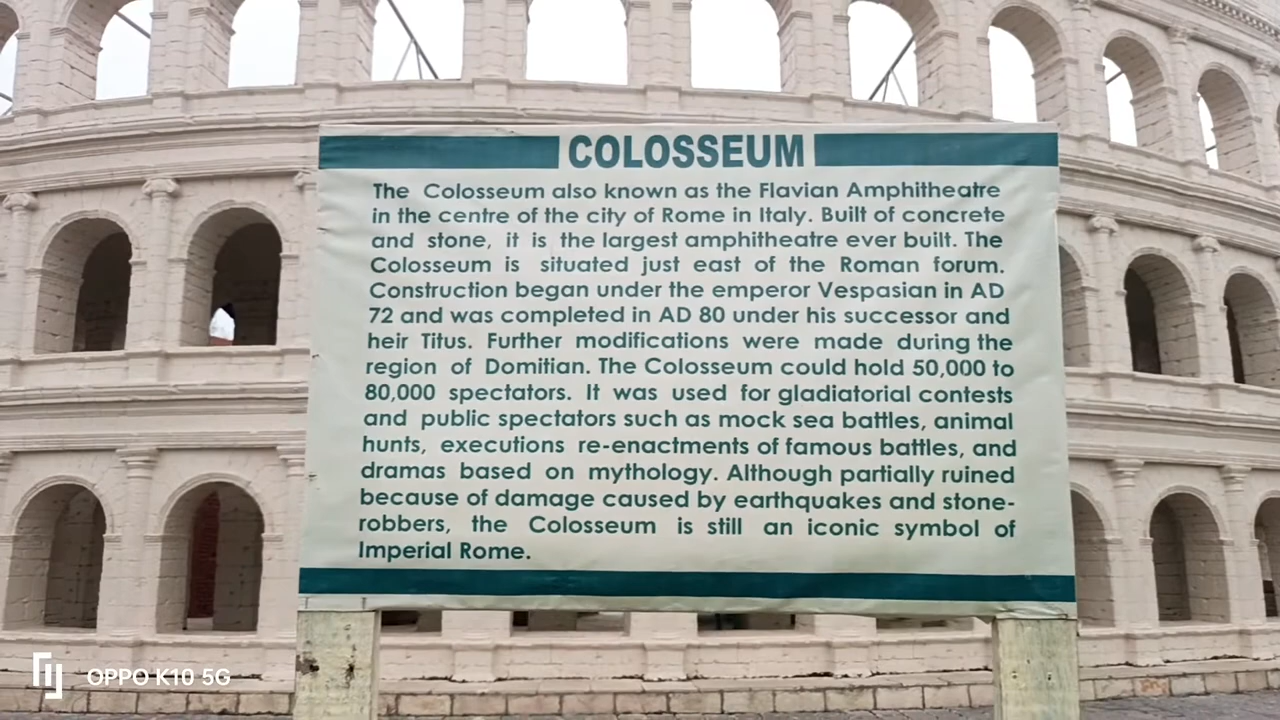 COLOSSEUM
The Colosseum also known as the Flavian Amphitheatre
in the centre of the city of Rome in Italy. Built of concrete
and stone, it is the largest amphitheatre ever built. The
Colosseum is situated just east of the Roman forum.
Construction began under the emperor Vespasian in AD
72 and was completed in AD 80 under his successor and
heir Titus. Further modifications were made during the
region of Domitian. The Colosseum could hold 50,000 to
80,000 spectators. It was used for gladiatorial contests
and public spectators such as mock sea battles, animal
hunts, executions re-enactments of famous battles, and
dramas based on mythology. Although partially ruined
because of damage caused by earthquakes and stone-
robbers, the Colosseum is still an iconic symbol of
Imperial Rome.
OPPO K10 5G